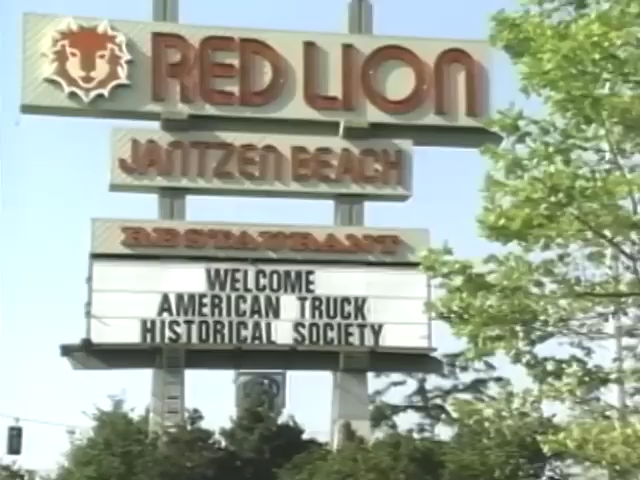 RED LION
JANTZEN BEACH
RESTAURANT
WELCOME
AMERICAN TRUCK
HISTORICAL SOCIETY